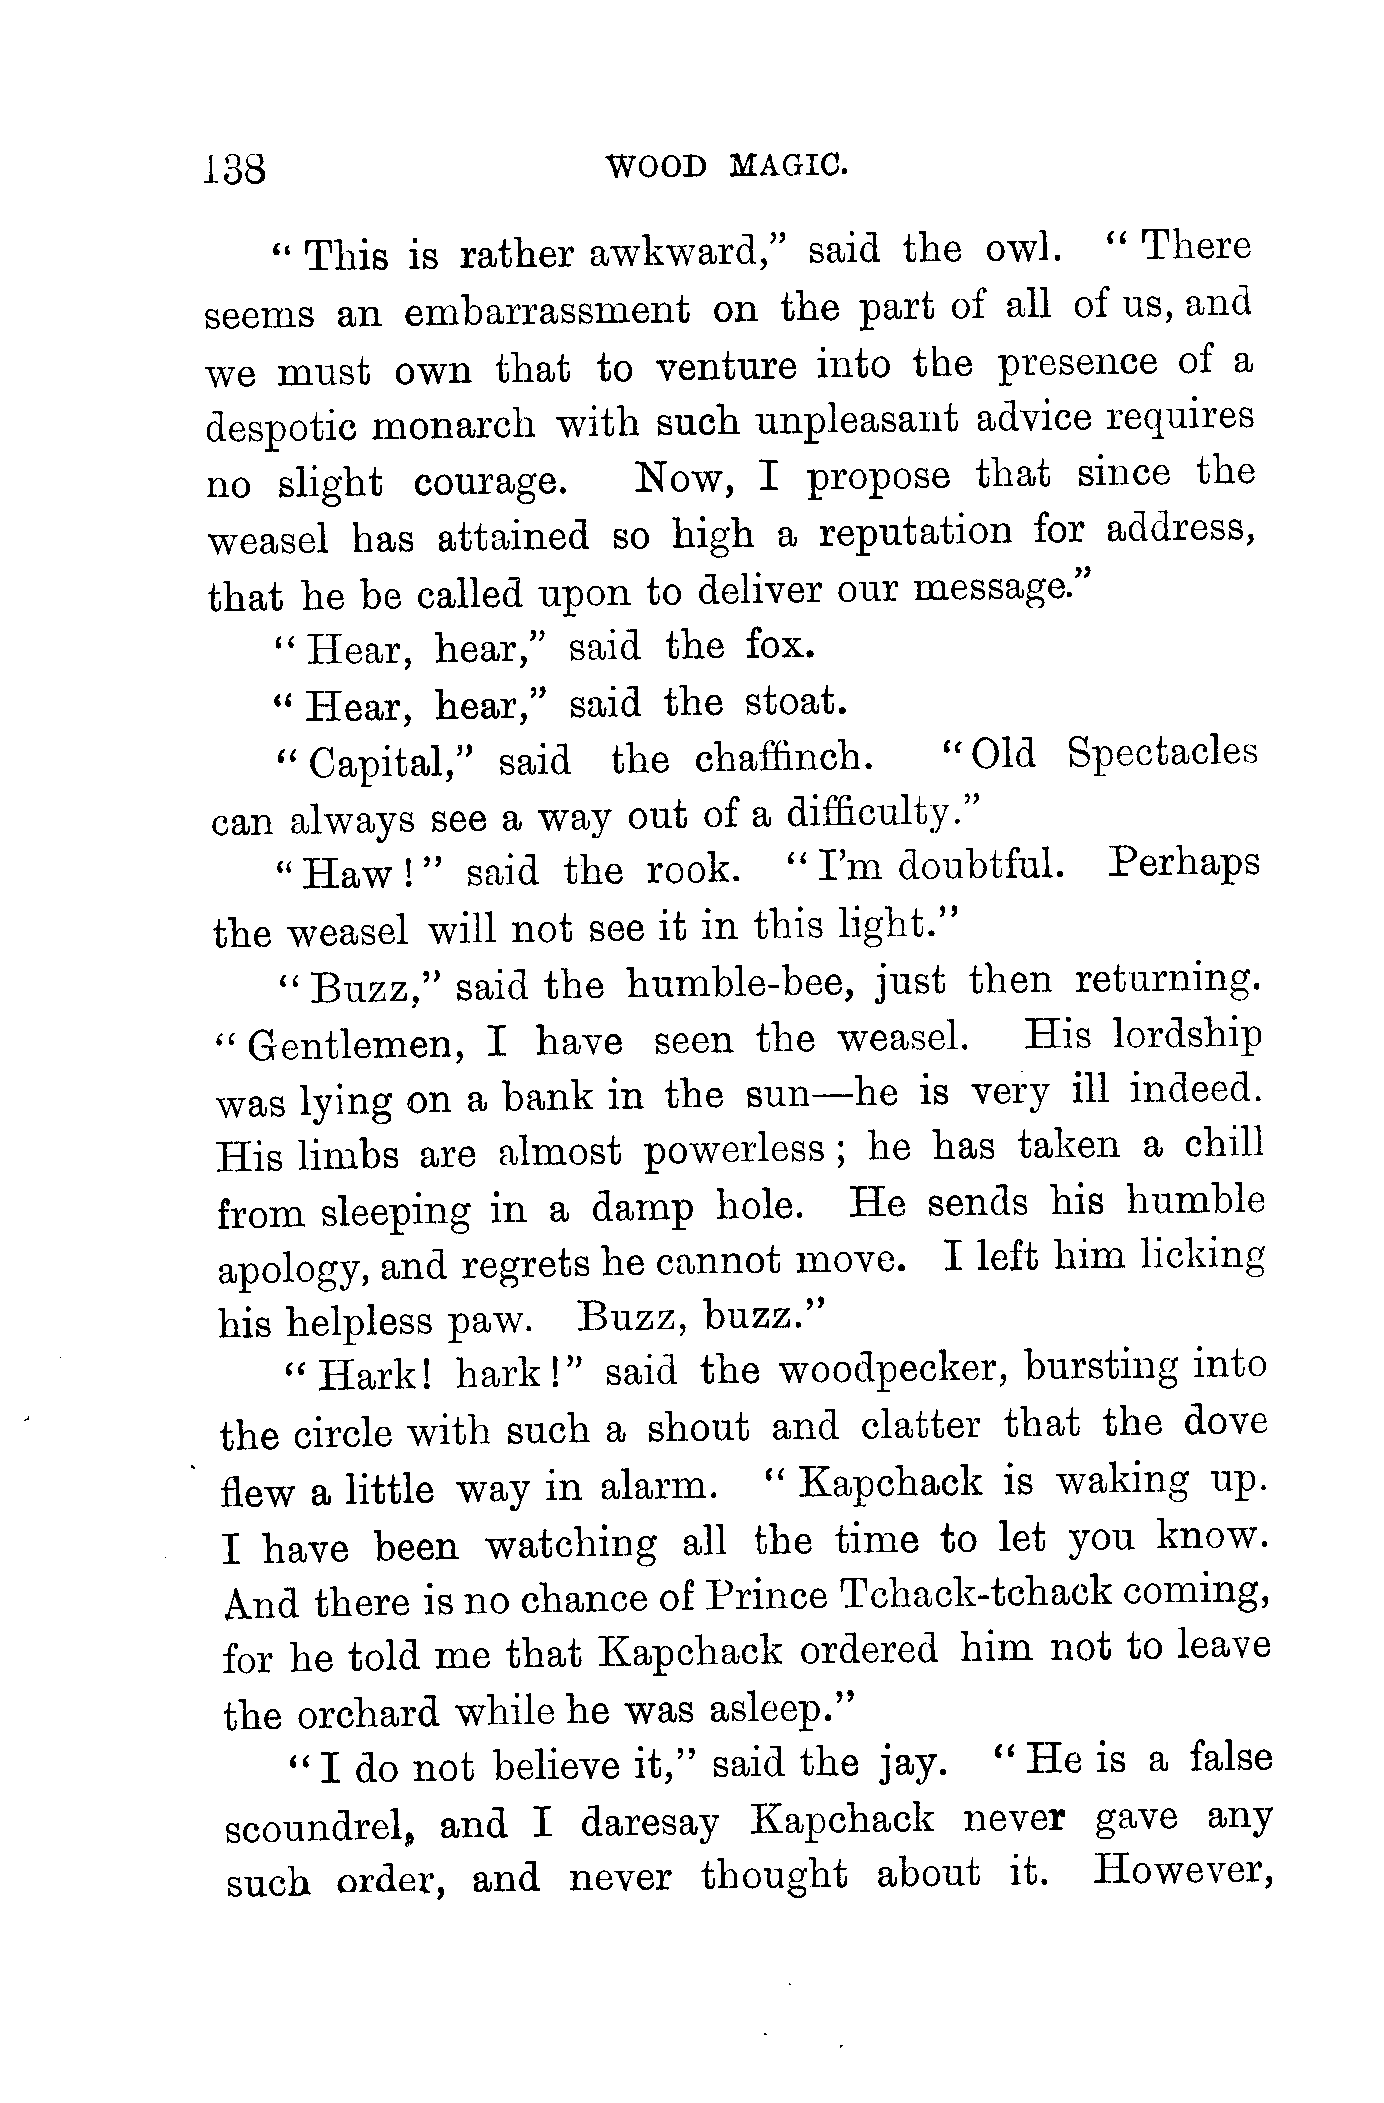 138 WOOD MAGIC.
“ This is rather awkward,” said the owl. “ There
seems an embarrassment on the part of all of us, and
we must own that to venture into the presence of a
despotic monarch with such unpleasant advice requires
no slight courage. Now, I propose that since the
weasel has attained so high a reputation for address,
that he be called upon to deliver our message.”
“ Hear, hear,” said the fox.
“ Hear, hear,” said the stoat.
“ Capital,” said the chaffinch. “ Old Spectacles
can always see a way out of a difficulty.”
“ Haw ! ” said the rook. “ I’m doubtful. Perhaps
the weasel will not see it in this light.”
“ Buzz,” said the humble-bee, just then returning.
“ Gentlemen, I have seen the weasel. His lordship
was lying on a bank in the sun—he is very ill indeed.
His limbs are almost powerless ; he has taken a chill
from sleeping in a damp hole. He sends his humble
apology, and regrets he cannot move. I left him licking
his helpless paw. Buzz, buzz.”
“ Hark! hark !” said the woodpecker, bursting into
the circle with such a shout and clatter that the dove
flew a little way in alarm. “ Kapchack is waking up.
I have been watching all the time to let you know.
And there is no chance of Prince Tchack-tchack coming,
for he told me that Kapchack ordered him not to leave
the orchard while he was asleep.”
“ I do not believe it,” said the jay. “ He is a false
scoundrel, and I daresay Kapchack never gave any
such order, and never thought about it. However,